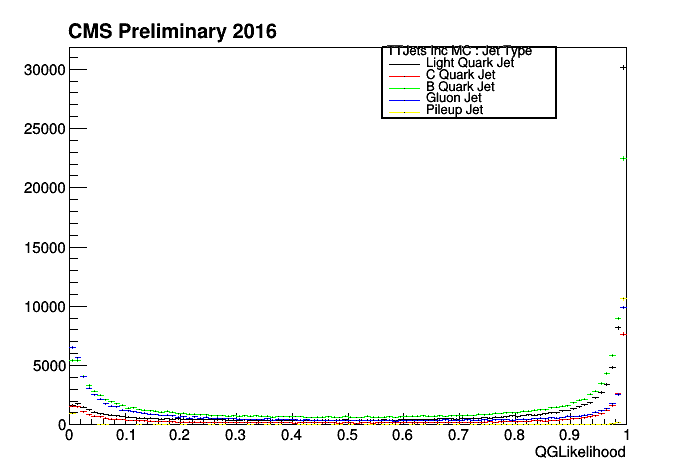 CMS Preliminary 2016
TTJets Inc MC : Jet Type
Light Quark Jet
C Quark Jet
B Quark Jet
Gluon Jet
Pileup Jet
30000
25000
20000
15000
10000
5000
0
0 0.1 0.2 0.3 0.4 0.5 0.6 0.7 0.8 0.9 1
QGLikelihood